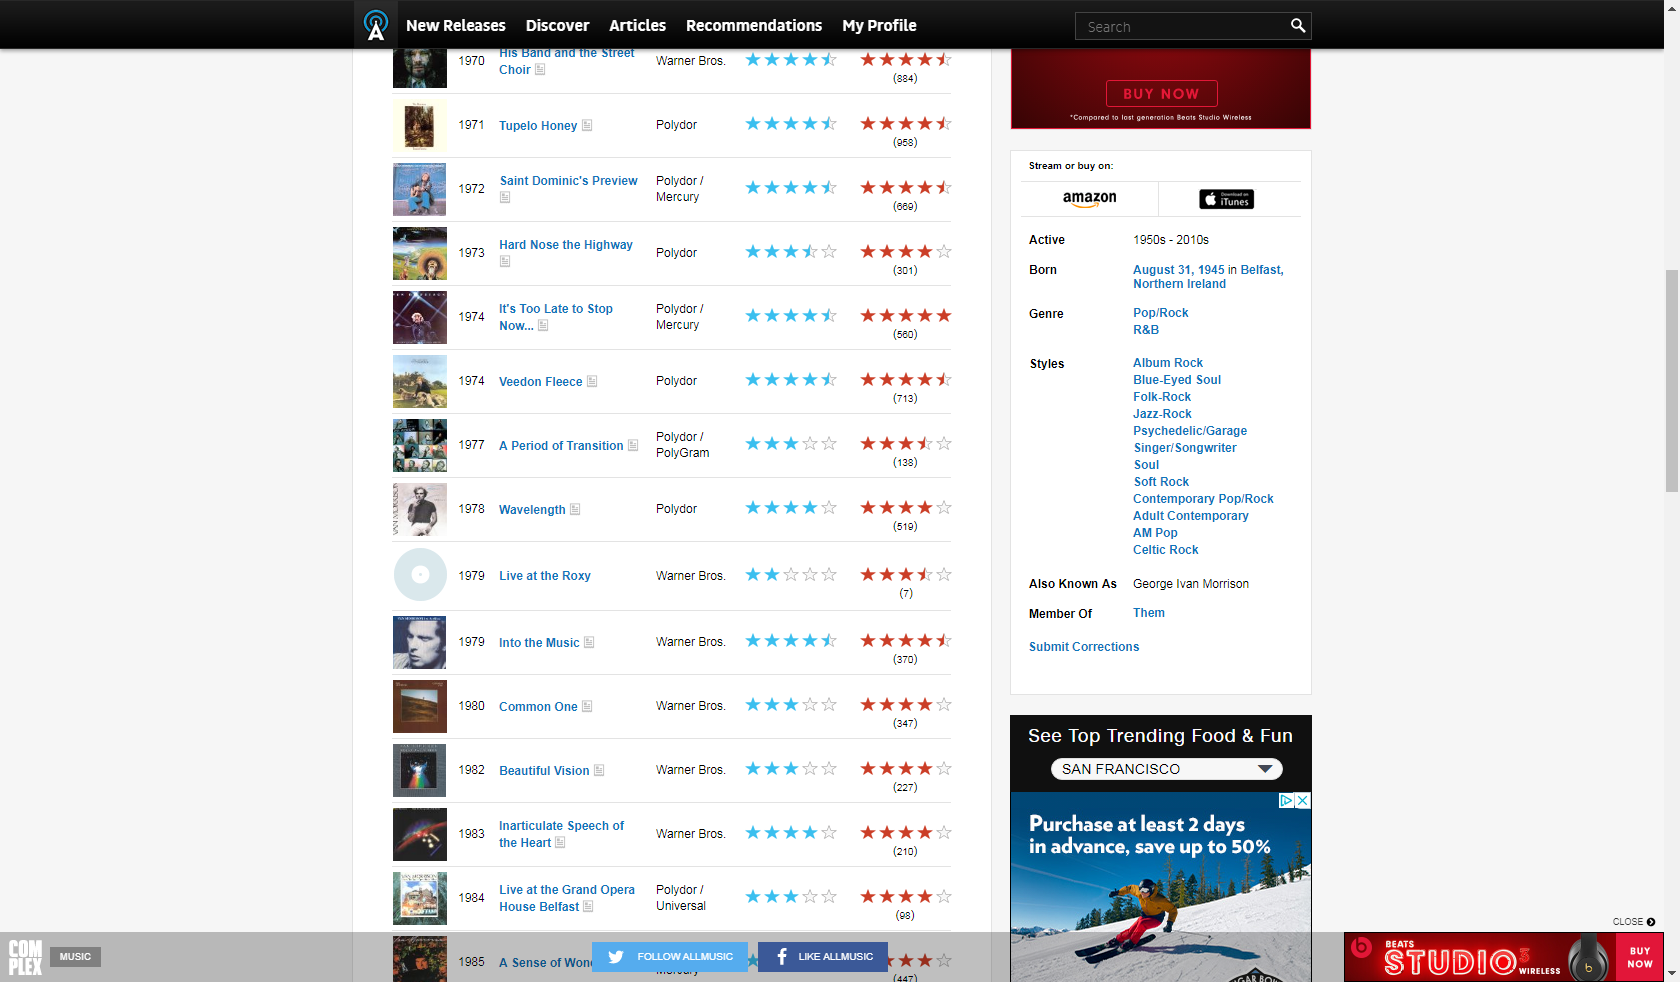 New Releases Discover Articles Recommendations My Profile
Search
1970 His Band and the Street Choir Warner Bros. (884)
1971 Tupelo Honey Polydor (958)
1972 Saint Dominic's Preview Polydor / Mercury (669)
1973 Hard Nose the Highway Polydor (301)
1974 It's Too Late to Stop Now... Polydor / Mercury (560)
1974 Veedon Fleece Polydor (713)
1977 A Period of Transition Polydor / PolyGram (138)
1978 Wavelength Polydor (519)
1979 Live at the Roxy Warner Bros. (7)
1979 Into the Music Warner Bros. (370)
1980 Common One Warner Bros. (347)
1982 Beautiful Vision Warner Bros. (227)
1983 Inarticulate Speech of the Heart Warner Bros. (210)
1984 Live at the Grand Opera House Belfast Polydor / Universal (98)
1985 A Sense of Won (447)
BUY NOW
*Compared to last generation Beats Studio Wireless
Stream or buy on:
amazon
Download on iTunes
Active 1950s - 2010s
Born August 31, 1945 in Belfast,
Northern Ireland
Genre Pop/Rock
R&B
Styles Album Rock
Blue-Eyed Soul
Folk-Rock
Jazz-Rock
Psychedelic/Garage
Singer/Songwriter
Soul
Soft Rock
Contemporary Pop/Rock
Adult Contemporary
AM Pop
Celtic Rock
Also Known As George Ivan Morrison
Member Of Them
Submit Corrections
See Top Trending Food & Fun
SAN FRANCISCO
Purchase at least 2 days
in advance, save up to 50%
CLOSE
COMPLEX MUSIC
FOLLOW ALLMUSIC
LIKE ALLMUSIC
BEATS
STUDIO3 WIRELESS
BUY
NOW